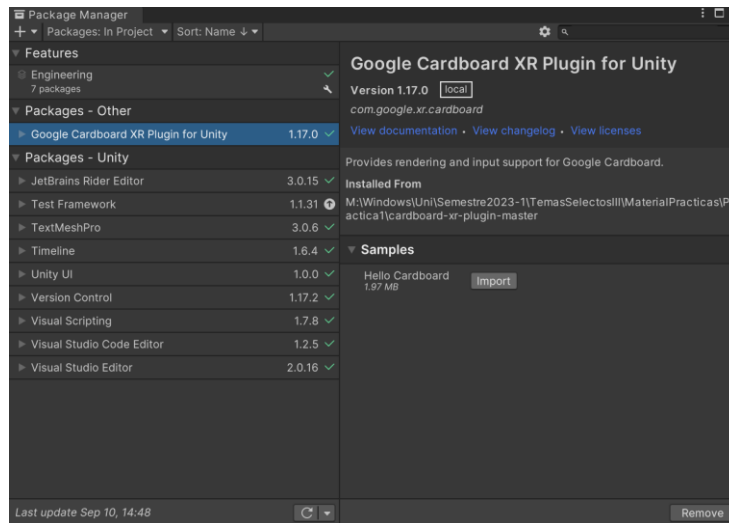 Package Manager
Packages: In Project Sort: Name ↓
Features
Engineering
7 packages
Packages - Other
Google Cardboard XR Plugin for Unity 1.17.0
Packages - Unity
JetBrains Rider Editor 3.0.15
Test Framework 1.1.31
TextMeshPro 3.0.6
Timeline 1.6.4
Unity UI 1.0.0
Version Control 1.17.2
Visual Scripting 1.7.8
Visual Studio Code Editor 1.2.5
Visual Studio Editor 2.0.16
Last update Sep 10, 14:48
Google Cardboard XR Plugin for Unity
Version 1.17.0 local
com.google.xr.cardboard
View documentation • View changelog • View licenses
Provides rendering and input support for Google Cardboard.
Installed From
M:\Windows\Uni\Semestre2023-1\TemasSelectosIII\MaterialPracticas\P
actica1\cardboard-xr-plugin-master
Samples
Hello Cardboard Import
1.97 MB
Remove